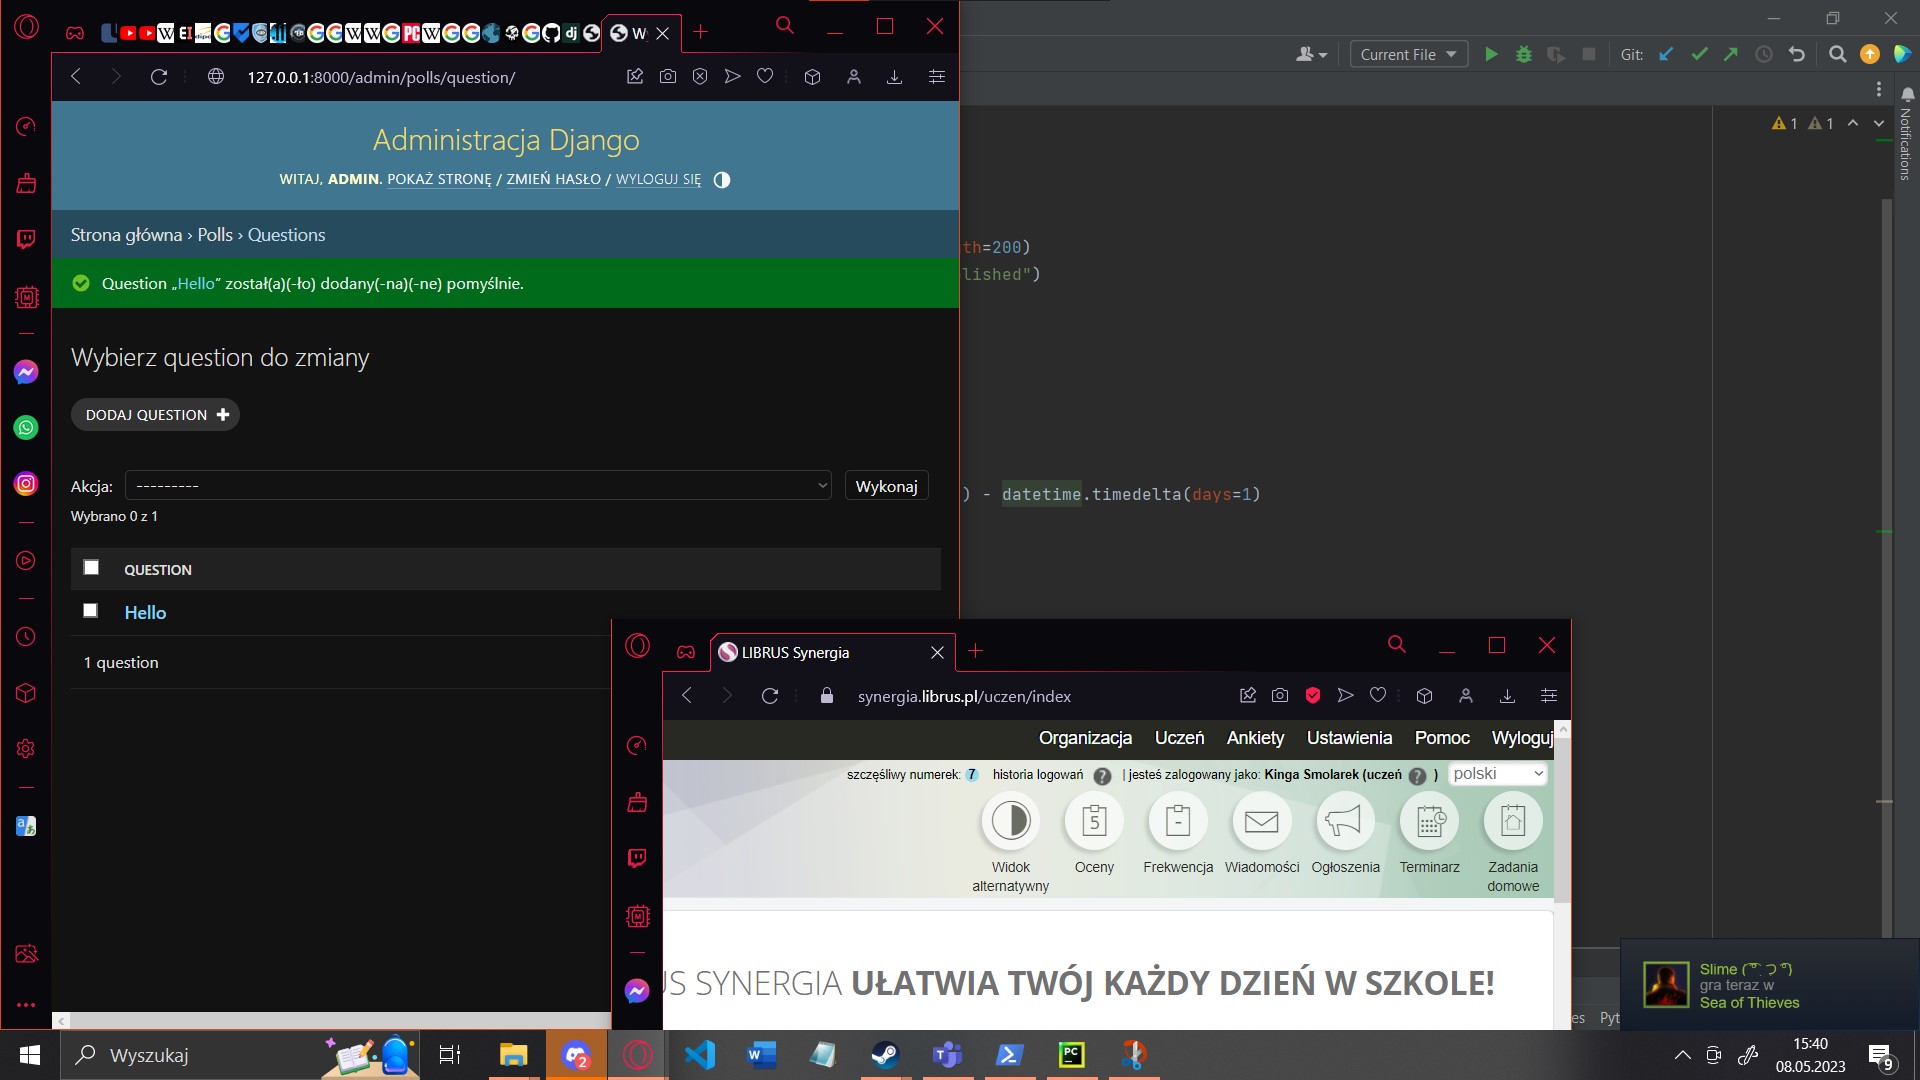 W
127.0.0.1:8000/admin/polls/question/
Administracja Django
WITAJ, ADMIN. POKAŻ STRONĘ / ZMIEŃ HASŁO / WYLOGUJ SIĘ
Strona główna › Polls › Questions
Question „Hello” został(a)(-ło) dodany(-na)(-ne) pomyślnie.
Wybierz question do zmiany
DODAJ QUESTION
Akcja: ---------
Wykonaj
Wybrano 0 z 1
QUESTION
Hello
1 question
Current File
Git:
1 1
Notifications
th=200)
lished")
) - datetime.timedelta(days=1)
LIBRUS Synergia
synergia.librus.pl/uczen/index
Organizacja Uczeń Ankiety Ustawienia Pomoc Wyloguj
szczęśliwy numerek: 7 historia logowań ? | jesteś zalogowany jako: Kinga Smolarek (uczeń ? ) polski
5
Widok alternatywny
Oceny
Frekwencja
Wiadomości
Ogłoszenia
Terminarz
Zadania domowe
US SYNERGIA UŁATWIA TWÓJ KAŻDY DZIEŃ W SZKOLE!
gra teraz w
Sea of Thieves
es Pyt
Wyszukaj
2
15:40
08.05.2023
9